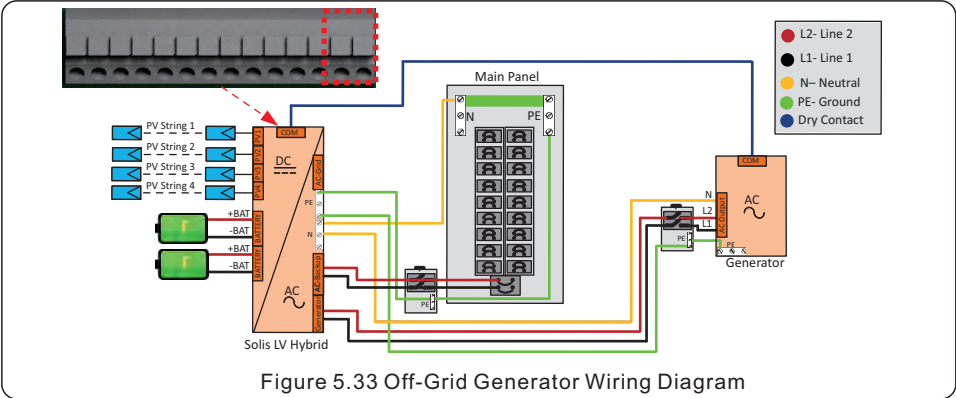 L2- Line 2
L1- Line 1
N– Neutral
PE- Ground
Dry Contact
Main Panel
N
PE
COM
DC
AC-Grid
PV String 1
PV1
PV String 2
PV2
PV String 3
PV3
PV String 4
PV4
PE
N
+BAT
-BAT
BATTERY
+BAT
-BAT
BATTERY
AC
AC-Backup
Generator
PE
Solis LV Hybrid
COM
N
L2
L1
AC Output
AC
PE
PE
Generator
Figure 5.33 Off-Grid Generator Wiring Diagram